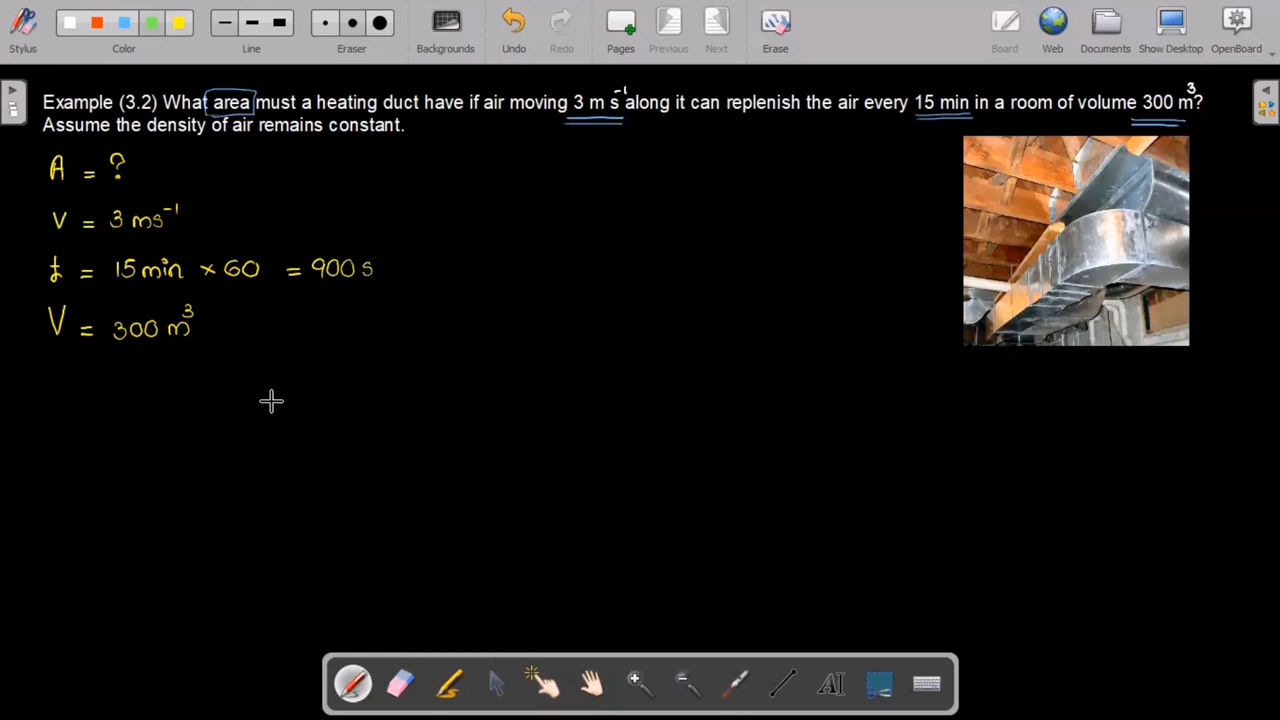 Stylus
Color
Line
Eraser
Backgrounds
Undo
Redo
Pages
Previous
Next
Erase
Board
Web
Documents
Show Desktop
OpenBoard
Example (3.2) What area must a heating duct have if air moving 3 m s⁻¹ along it can replenish the air every 15 min in a room of volume 300 m³?
Assume the density of air remains constant.
A = ?
v = 3 ms⁻¹
t = 15 min × 60 = 900 s
V = 300 m³
AI